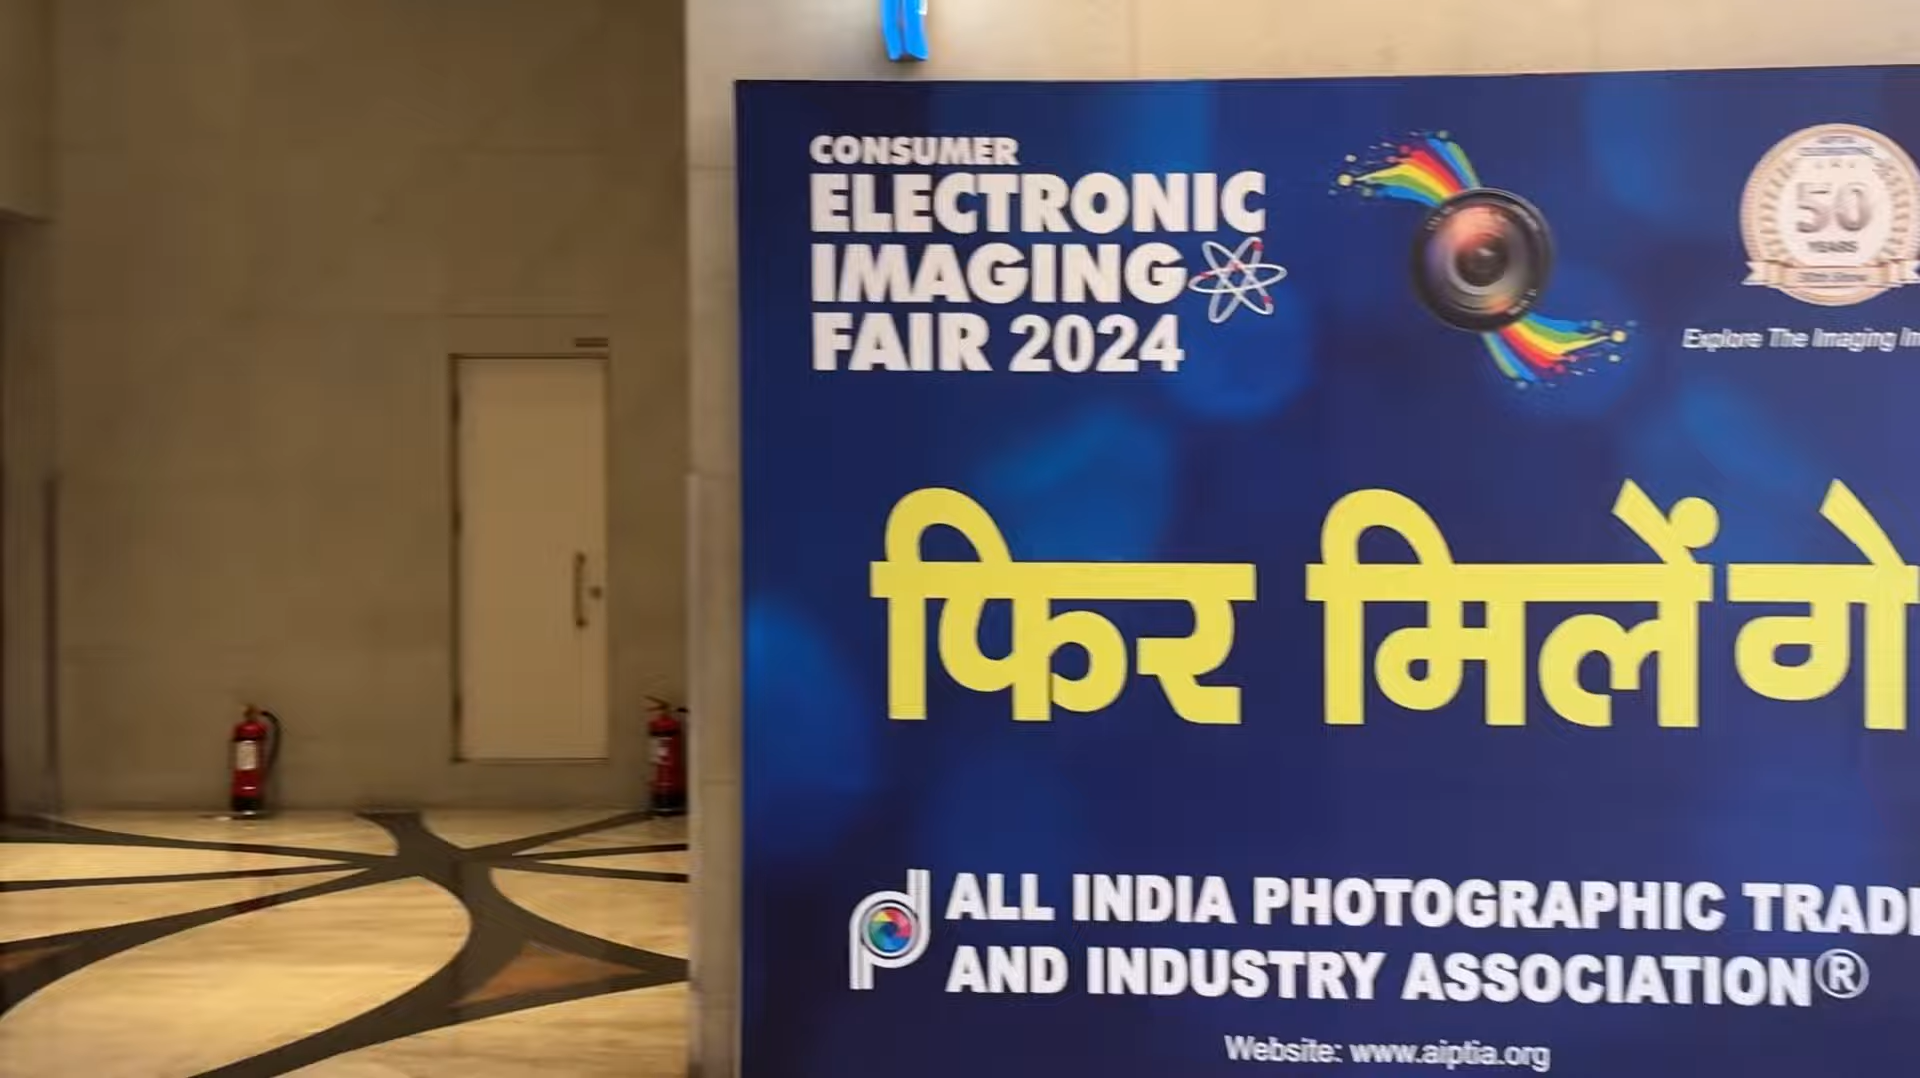 CONSUMER
ELECTRONIC
IMAGING
FAIR 2024
50
YEARS
Explore The Imaging
फिर मिलेंगे
ALL INDIA PHOTOGRAPHIC
AND INDUSTRY ASSOCIATION®
Website: www.aiptia.org